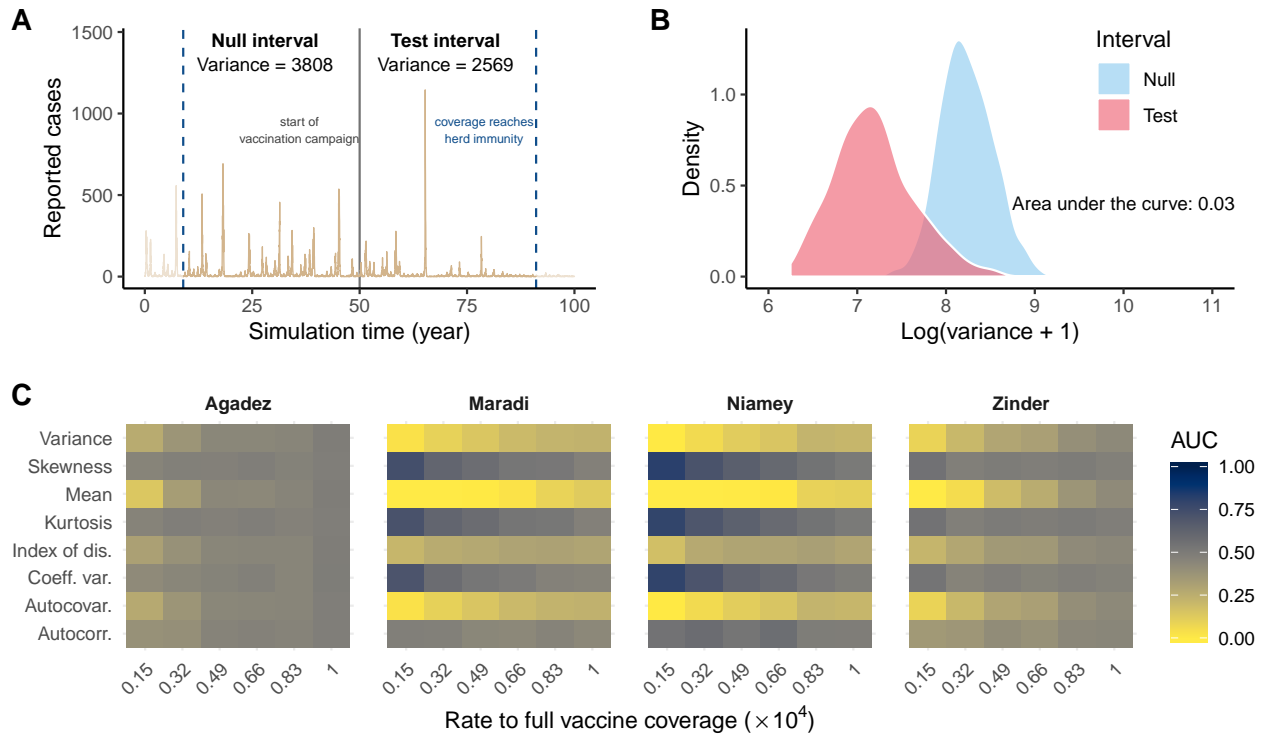 A
1500
1000
500
0
Reported cases
Null interval
Variance = 3808
Test interval
Variance = 2569
start of
vaccination campaign
coverage reaches
herd immunity
0
25
50
75
100
Simulation time (year)
B
1.0
0.5
0.0
Density
Interval
Null
Test
Area under the curve: 0.03
6
7
8
9
10
11
Log(variance + 1)
C
Agadez
Maradi
Niamey
Zinder
Variance
Skewness
Mean
Kurtosis
Index of dis.
Coeff. var.
Autocovar.
Autocorr.
0.15
0.32
0.49
0.66
0.83
1
0.15
0.32
0.49
0.66
0.83
1
0.15
0.32
0.49
0.66
0.83
1
0.15
0.32
0.49
0.66
0.83
1
Rate to full vaccine coverage (×10⁴)
AUC
1.00
0.75
0.50
0.25
0.00